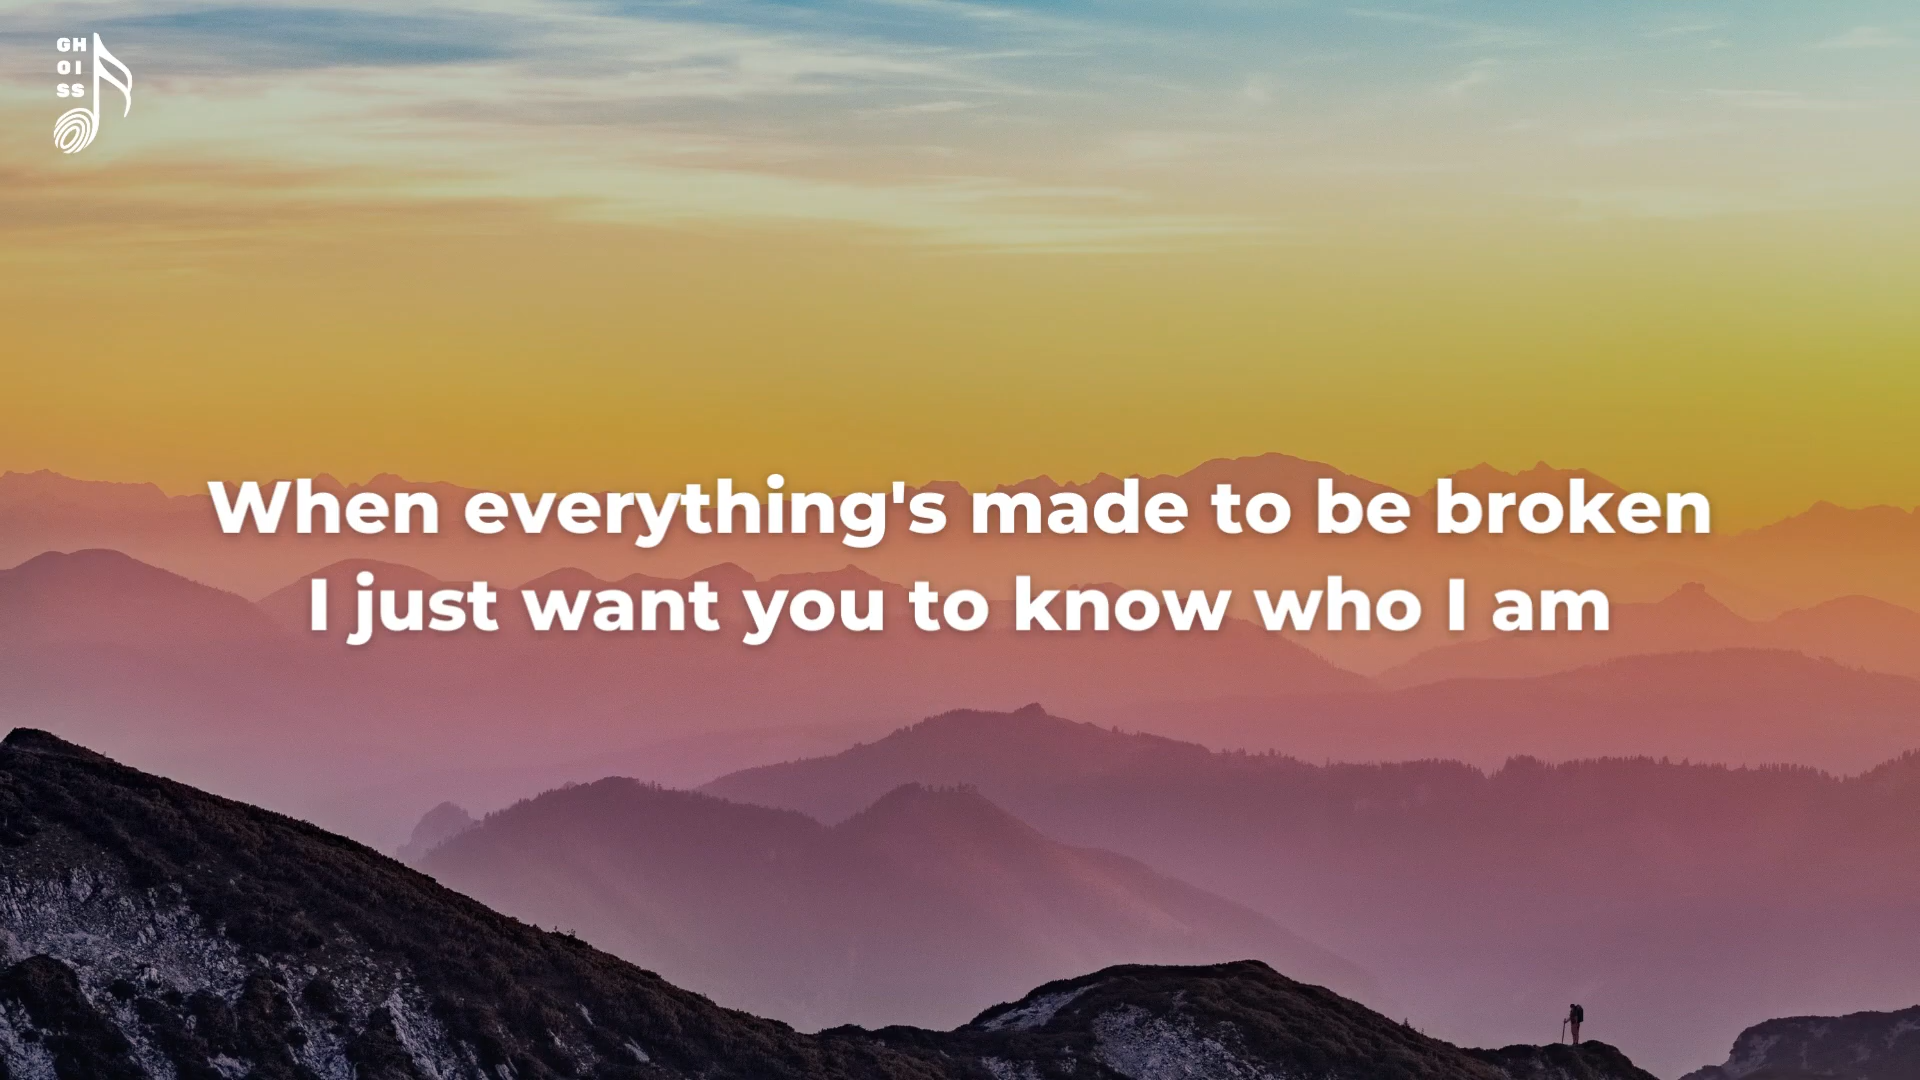 GH
OI
SS
When everything's made to be broken
I just want you to know who I am